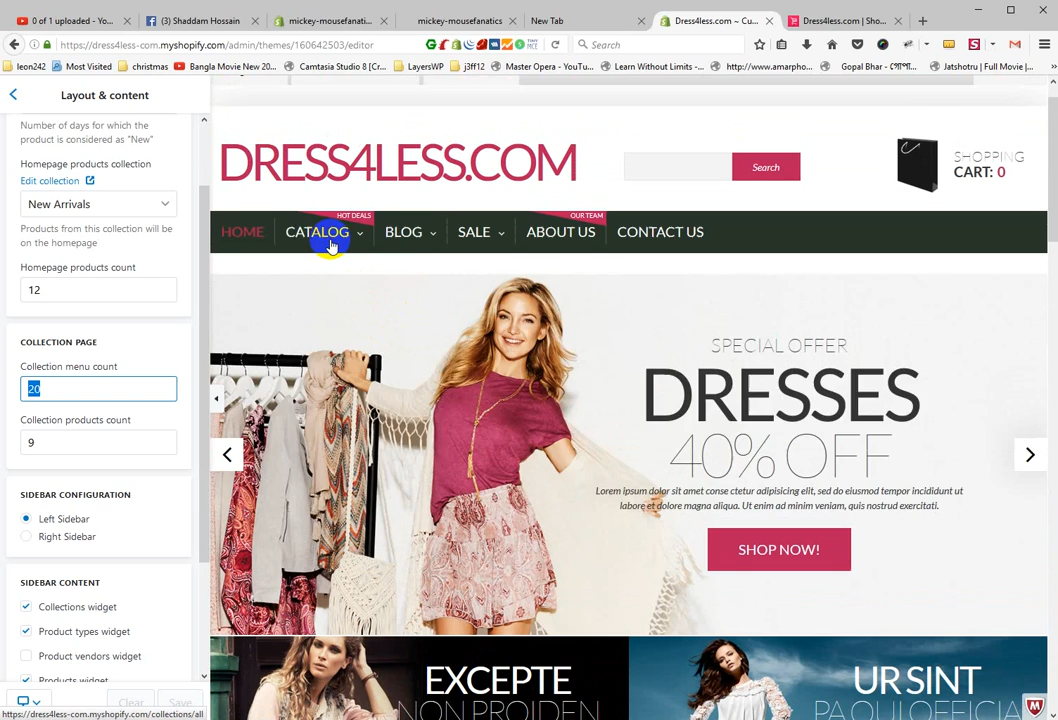 0 of 1 uploaded - YouTu...
(3) Shaddam Hossain
mickey-mousefanati...
mickey-mousefanatics
New Tab
Dress4less.com ~ Cu...
Dress4less.com | Sho...
https://dress4less-com.myshopify.com/admin/themes/160642503/editor
Search
leon242
Most Visited
christmas
Bangla Movie New 20...
Camtasia Studio 8 [Cr...
LayersWP
j3ff12
Master Opera - YouTu...
Learn Without Limits -...
http://www.amarpho...
Jatshotru | Full Movie |...
Layout & content
Number of days for which the
product is considered as "New"
Homepage products collection
Edit collection
New Arrivals
Products from this collection will be
on the homepage
Homepage products count
12
COLLECTION PAGE
Collection menu count
20
Collection products count
9
SIDEBAR CONFIGURATION
Left Sidebar
Right Sidebar
SIDEBAR CONTENT
Collections widget
Product types widget
Product vendors widget
Products widget
Clear
Save
https://dress4less-com.myshopify.com/collections/all
DRESS4LESS.COM
Search
SHOPPING
CART: 0
HOT DEALS
OUR TEAM
HOME
CATALOG
BLOG
SALE
ABOUT US
CONTACT US
SPECIAL OFFER
DRESSES
40% OFF
Lorem ipsum dolor sit amet conse ctetur adipisicing elit, sed do eiusmod tempor incididunt ut
labore et dolore magna aliqua. Ut enim ad minim veniam, quis nostrud exercitati.
SHOP NOW!
EXCEPTE
NON PROIDEN
UR SINT
PAOUI OFFICIA